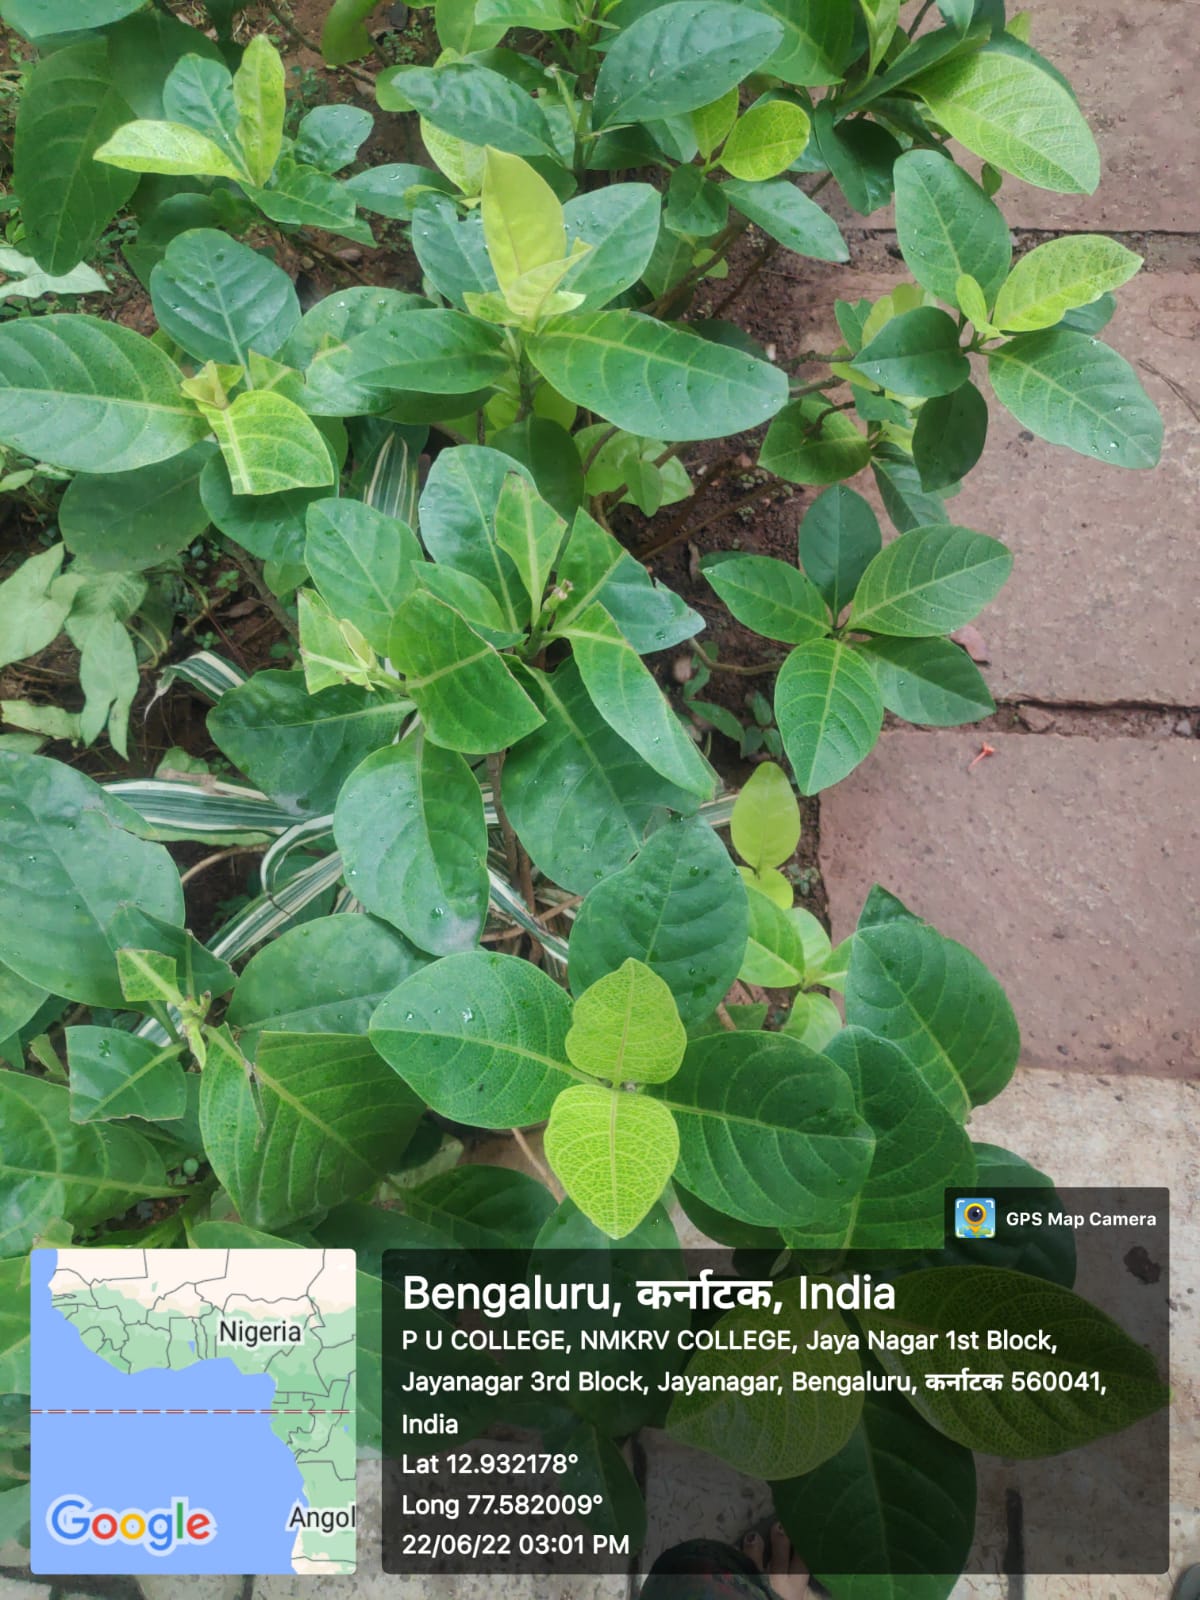 GPS Map Camera
Bengaluru, कर्नाटक, India
P U COLLEGE, NMKRV COLLEGE, Jaya Nagar 1st Block,
Jayanagar 3rd Block, Jayanagar, Bengaluru, कर्नाटक 560041,
India
Lat 12.932178°
Long 77.582009°
22/06/22 03:01 PM
Nigeria
Angol
Google